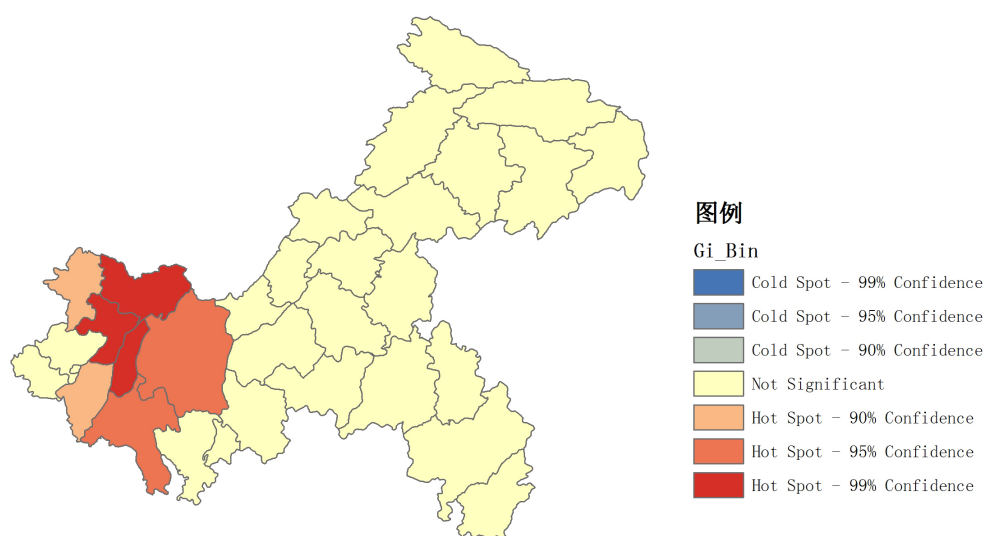 图例
Gi_Bin
Cold Spot - 99% Confidence
Cold Spot - 95% Confidence
Cold Spot - 90% Confidence
Not Significant
Hot Spot - 90% Confidence
Hot Spot - 95% Confidence
Hot Spot - 99% Confidence